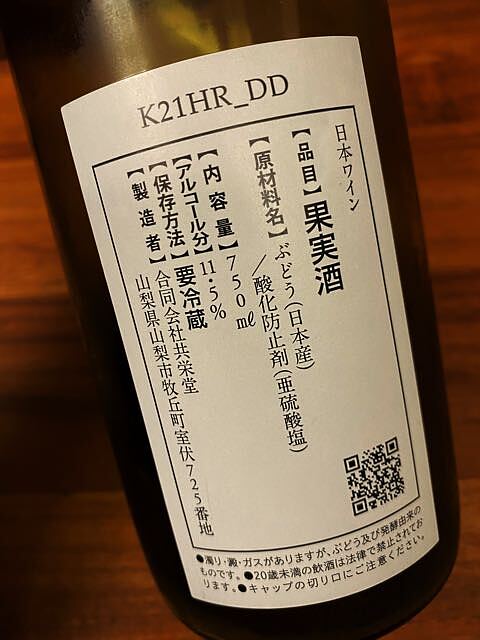 K21HR_DD
日本ワイン
【品目】果実酒
【原材料名】ぶどう(日本産)
／酸化防止剤(亜硫酸塩)
【内容量】750㎖
【アルコール分】11.5%
【保存方法】要冷蔵
【製造者】合同会社共栄堂
山梨県山梨市牧丘町室伏725番地
●濁り・澱・ガスがありますが、ぶどう及び発酵由来の
ものです。●20歳未満の飲酒は法律で禁止されてお
ります。●キャップの切り口にご注意ください。